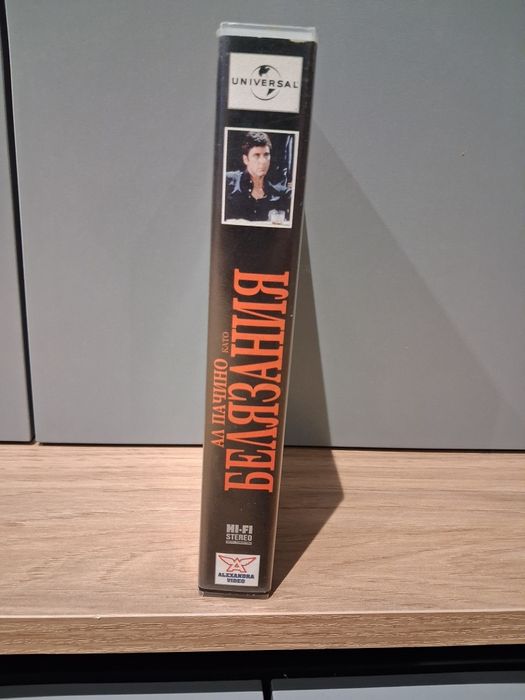 UNIVERSAL
АЛ ПАЧИНО КАТО
БЕЛЯЗАНИЯ
HI-FI
STEREO
ALEXANDRA
VIDEO